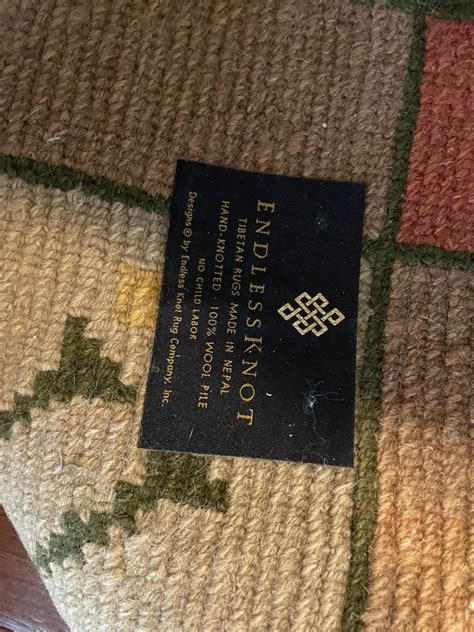 ENDLESSKNOT
TIBETAN RUGS MADE IN NEPAL
HAND-KNOTTED 100% WOOL PILE
NO CHILD LABOR
Designs © by Endless Knot Rug Company, Inc.